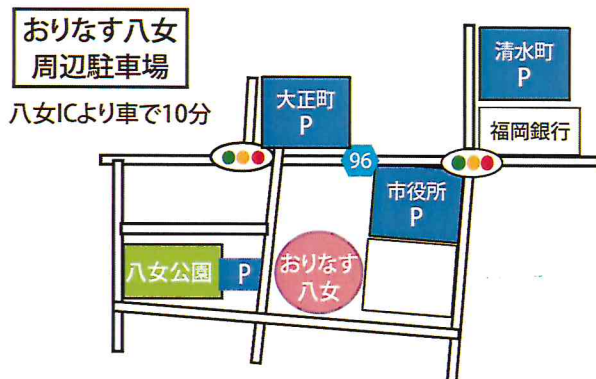 おりなす八女
周辺駐車場
八女ICより車で10分
清水町
P
大正町
P
福岡銀行
96
市役所
P
八女公園
P
おりなす
八女